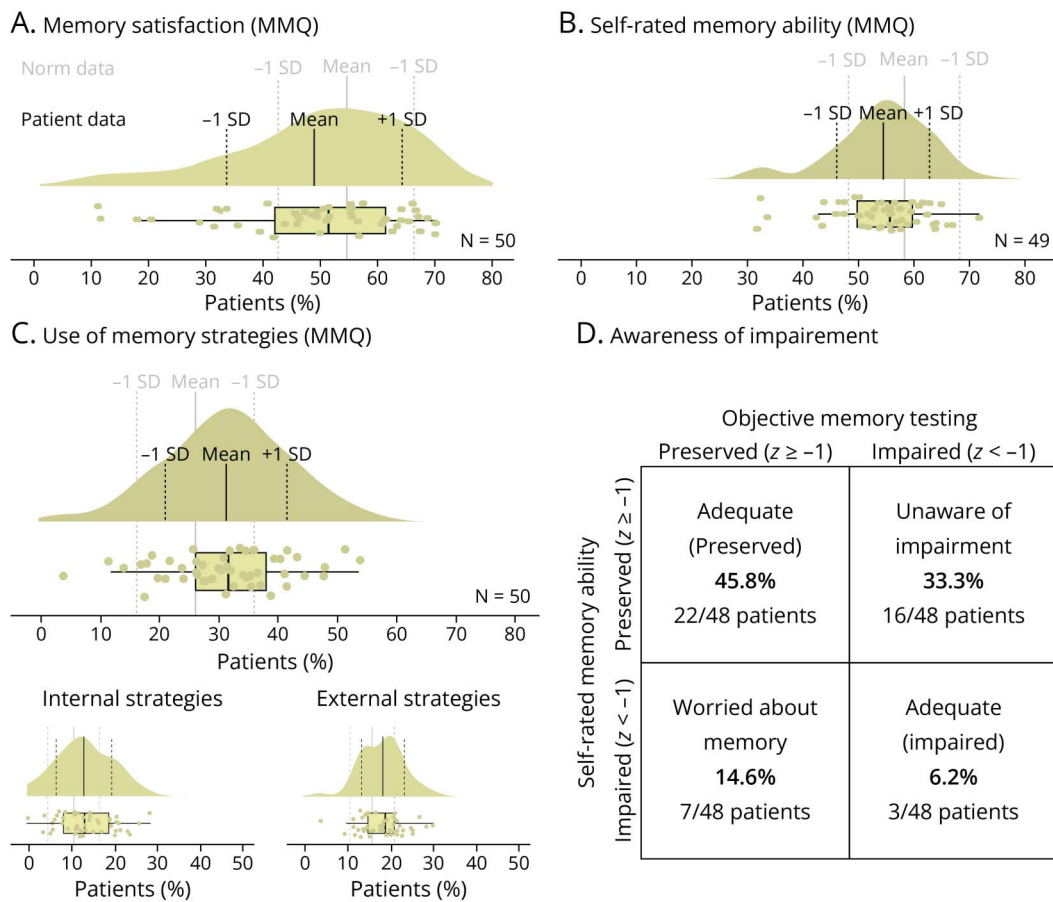 A. Memory satisfaction (MMQ)
Norm data
–1 SD Mean –1 SD
Patient data
–1 SD Mean +1 SD
N = 50
0 10 20 30 40 50 60 70 80
Patients (%)
B. Self-rated memory ability (MMQ)
–1 SD Mean –1 SD
–1 SD Mean +1 SD
N = 49
0 10 20 30 40 50 60 70 80
Patients (%)
C. Use of memory strategies (MMQ)
–1 SD Mean –1 SD
–1 SD Mean +1 SD
N = 50
0 10 20 30 40 50 60 70 80
Patients (%)
Internal strategies
0 10 20 30 40 50
Patients (%)
External strategies
0 10 20 30 40 50
Patients (%)
D. Awareness of impairement
Objective memory testing
Preserved (z ≥ –1) Impaired (z < –1)
Self-rated memory ability
Preserved (z ≥ –1)
Adequate
(Preserved)
45.8%
22/48 patients
Unaware of
impairment
33.3%
16/48 patients
Impaired (z < –1)
Worried about
memory
14.6%
7/48 patients
Adequate
(impaired)
6.2%
3/48 patients